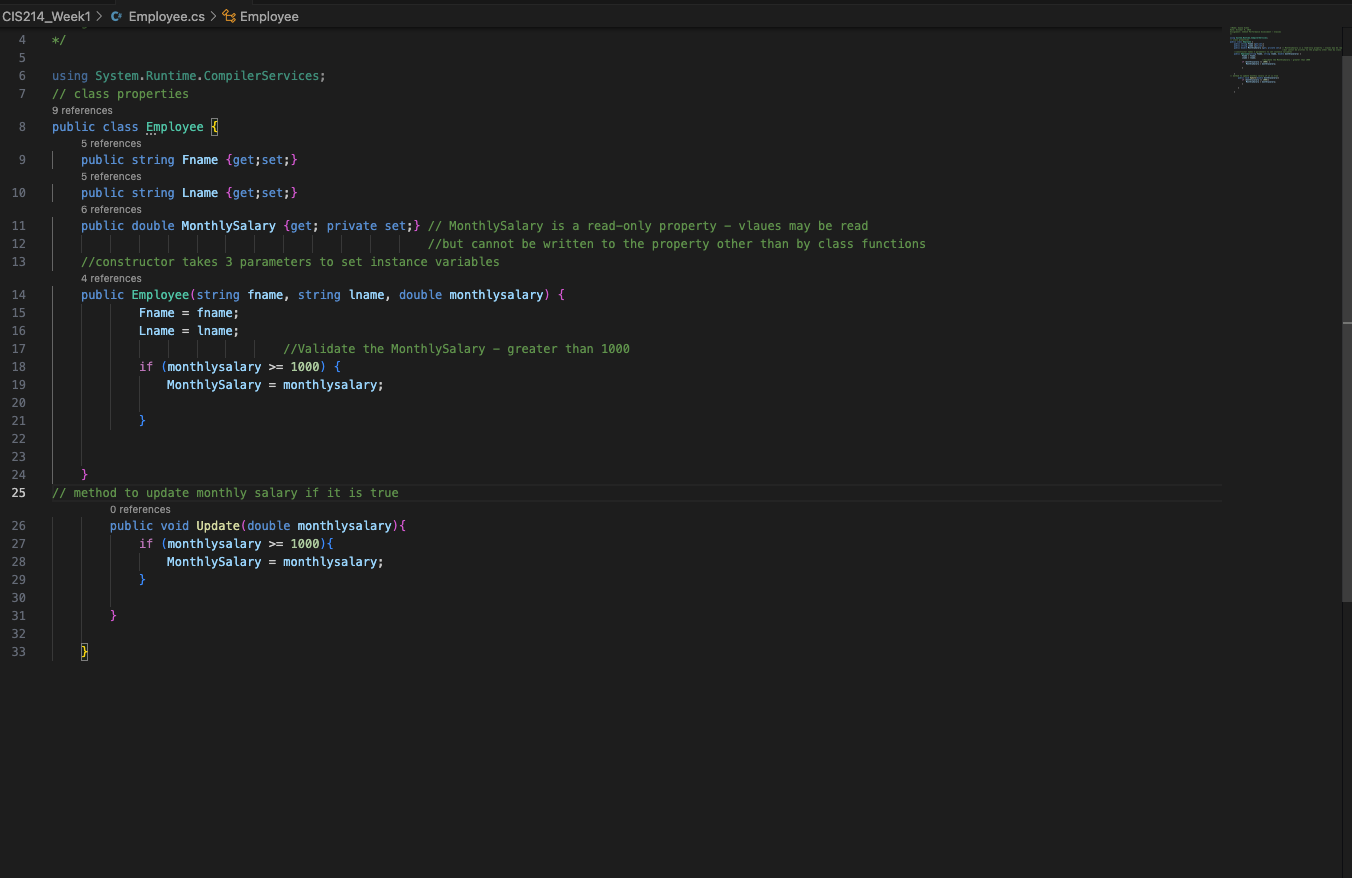 CIS214_Week1 > Employee.cs > Employee
4 */
5
6 using System.Runtime.CompilerServices;
7 // class properties
9 references
8 public class Employee {
5 references
9 public string Fname {get;set;}
5 references
10 public string Lname {get;set;}
6 references
11 public double MonthlySalary {get; private set;} // MonthlySalary is a read-only property - vlaues may be read
12 //but cannot be written to the property other than by class functions
13 //constructor takes 3 parameters to set instance variables
4 references
14 public Employee(string fname, string lname, double monthlysalary) {
15 Fname = fname;
16 Lname = lname;
17 //Validate the MonthlySalary - greater than 1000
18 if (monthlysalary >= 1000) {
19 MonthlySalary = monthlysalary;
20
21 }
22
23
24 }
25 // method to update monthly salary if it is true
0 references
26 public void Update(double monthlysalary){
27 if (monthlysalary >= 1000){
28 MonthlySalary = monthlysalary;
29 }
30
31 }
32
33 }